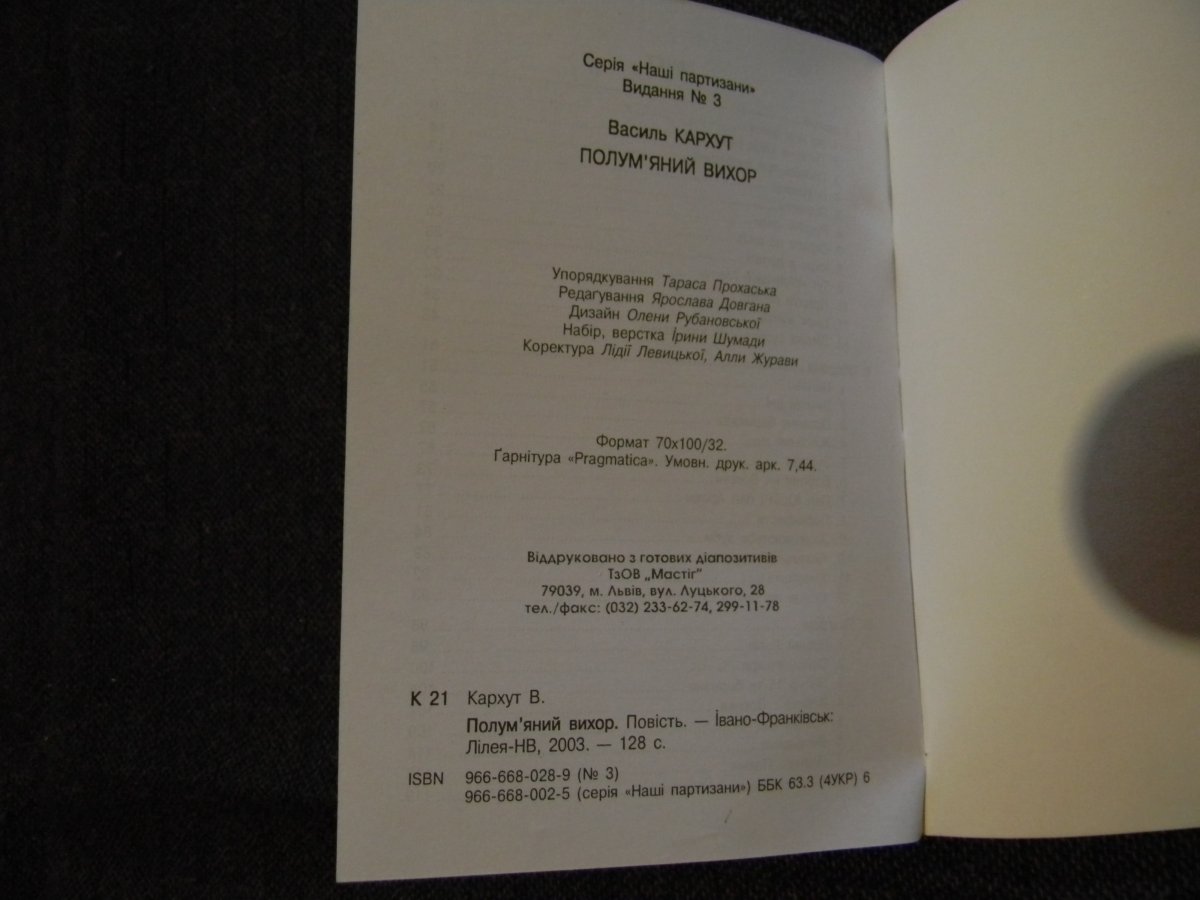 Серія «Наші партизани»
Видання № 3
Василь КАРХУТ
ПОЛУМ'ЯНИЙ ВИХОР
Упорядкування Тараса Прохаська
Редаґування Ярослава Довгана
Дизайн Олени Рубановської
Набір, верстка Ірини Шумади
Коректура Лідії Левицької, Алли Журави
Формат 70х100/32.
Ґарнітура «Pragmatica». Умовн. друк. арк. 7,44.
Віддруковано з готових діапозитивів
ТзОВ „Мастіг"
79039, м. Львів, вул. Луцького, 28
тел./факс: (032) 233-62-74, 299-11-78
К 21 Кархут В.
Полум'яний вихор. Повість. — Івано-Франківськ:
Лілея-НВ, 2003. — 128 с.
ISBN 966-668-028-9 (№ 3)
966-668-002-5 (серія «Наші партизани») ББК 63.3 (4УКР) 6